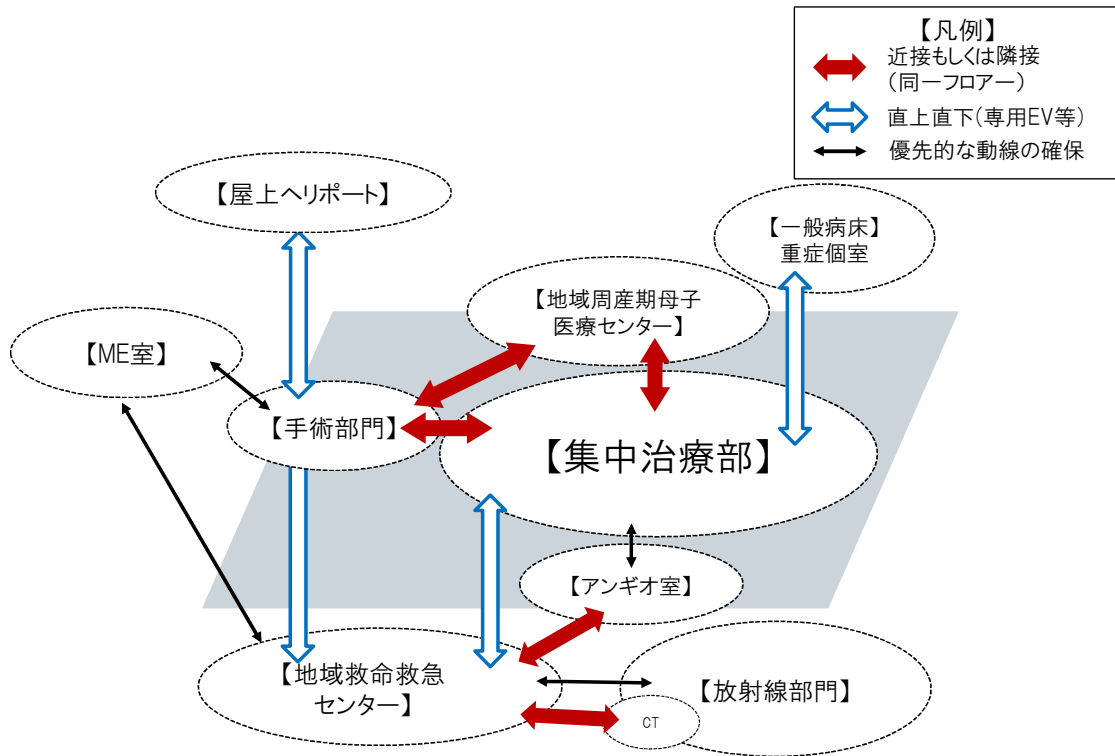 【凡例】
近接もしくは隣接
(同一フロアー)
直上直下(専用EV等)
優先的な動線の確保
【屋上ヘリポート】
【一般病床】
重症個室
【地域周産期母子
医療センター】
【ME室】
【手術部門】
【集中治療部】
【アンギオ室】
【地域救命救急
センター】
【放射線部門】
CT